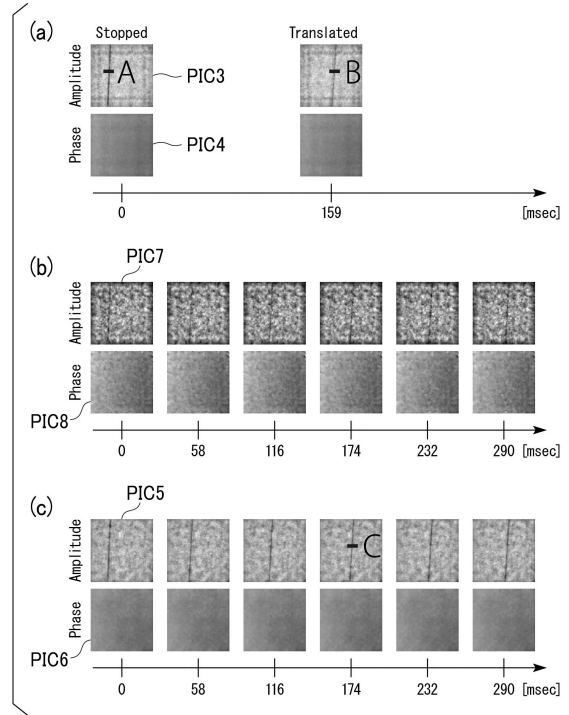 (a)
Stopped
Translated
Amplitude
A
PIC3
B
Phase
PIC4
0
159
[msec]
(b)
PIC7
Amplitude
Phase
PIC8
0 58 116 174 232 290 [msec]
(c)
PIC5
Amplitude
C
Phase
PIC6
0 58 116 174 232 290 [msec]